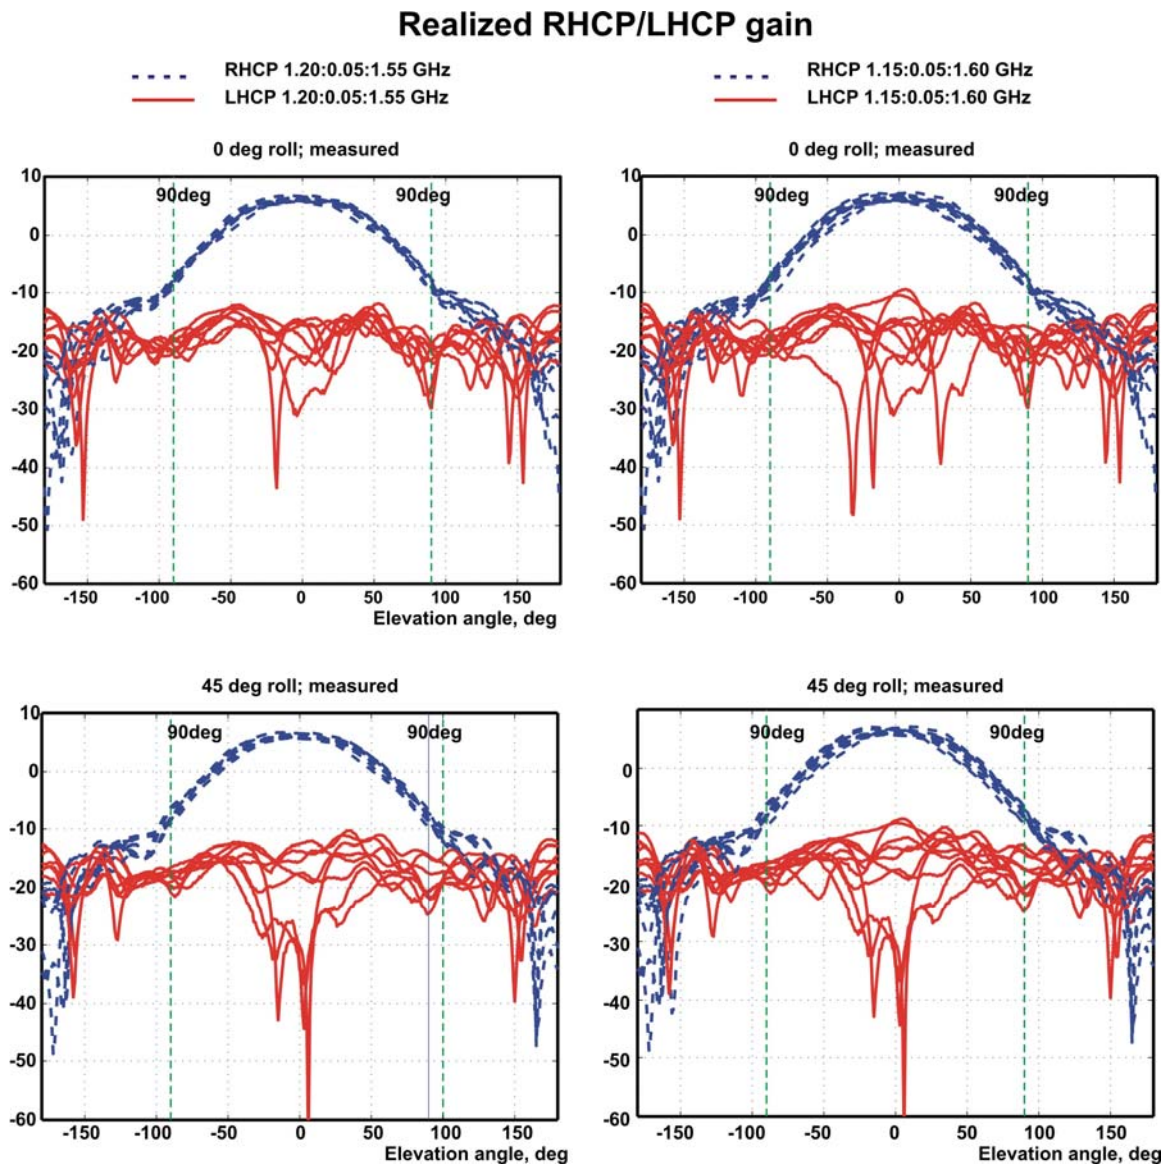 Realized RHCP/LHCP gain
RHCP 1.20:0.05:1.55 GHz
LHCP 1.20:0.05:1.55 GHz
RHCP 1.15:0.05:1.60 GHz
LHCP 1.15:0.05:1.60 GHz
0 deg roll; measured
10
0
-10
-20
-30
-40
-50
-60
90deg 90deg
-150 -100 -50 0 50 100 150
Elevation angle, deg
0 deg roll; measured
10
0
-10
-20
-30
-40
-50
-60
90deg 90deg
-150 -100 -50 0 50 100 150
45 deg roll; measured
10
0
-10
-20
-30
-40
-50
-60
90deg 90deg
-150 -100 -50 0 50 100 150
Elevation angle, deg
45 deg roll; measured
0
-10
-20
-30
-40
-50
-60
90deg 90deg
-150 -100 -50 0 50 100 150
Elevation angle, deg